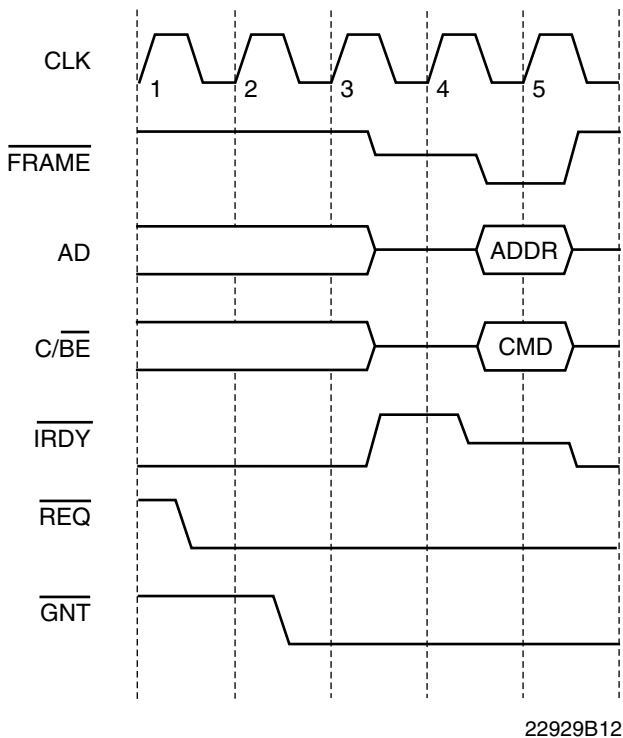 CLK
1 2 3 4 5
FRAME
AD
ADDR
C/BE
CMD
IRDY
REQ
GNT
22929B12